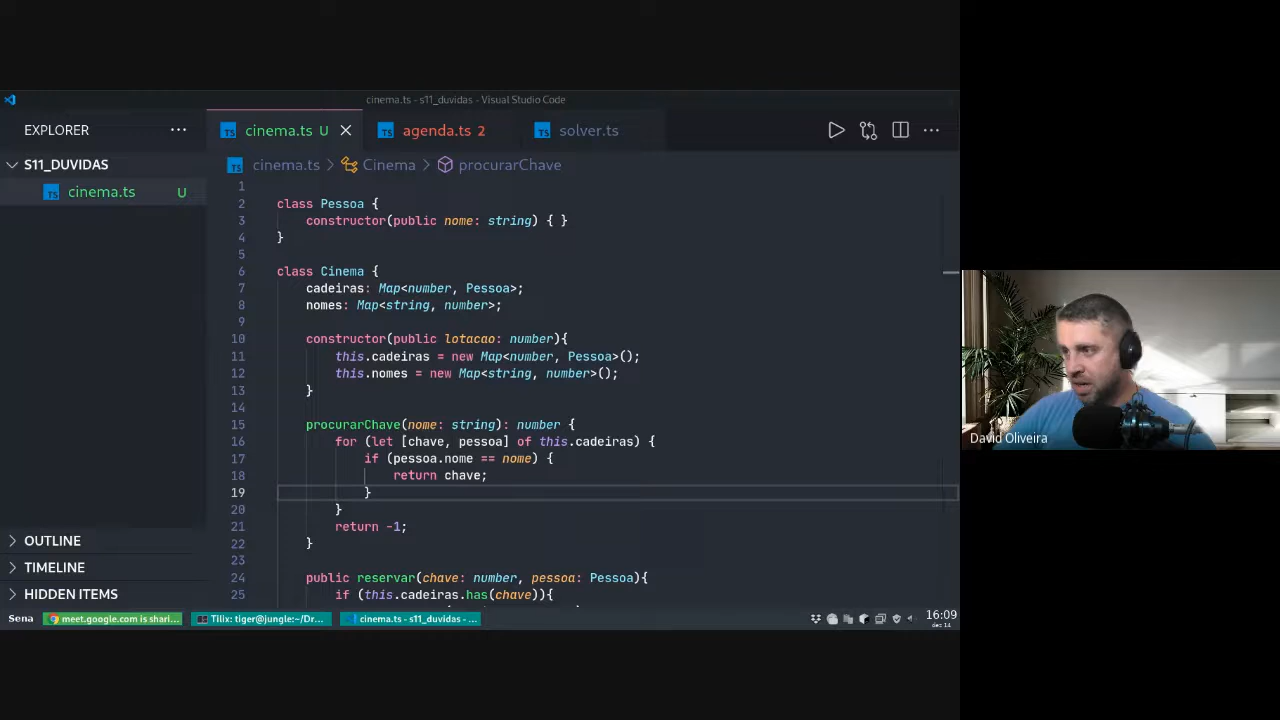 cinema.ts - s11_duvidas - Visual Studio Code
EXPLORER
cinema.ts U
agenda.ts 2
solver.ts
S11_DUVIDAS
cinema.ts > Cinema > procurarChave
cinema.ts U
1
2 class Pessoa {
3 constructor(public nome: string) { }
4 }
5
6 class Cinema {
7 cadeiras: Map<number, Pessoa>;
8 nomes: Map<string, number>;
9
10 constructor(public lotacao: number){
11 this.cadeiras = new Map<number, Pessoa>();
12 this.nomes = new Map<string, number>();
13 }
14
15 procurarChave(nome: string): number {
16 for (let [chave, pessoa] of this.cadeiras) {
17 if (pessoa.nome == nome) {
18 return chave;
19 }
20 }
21 return -1;
22 }
23
24 public reservar(chave: number, pessoa: Pessoa){
25 if (this.cadeiras.has(chave)){
OUTLINE
TIMELINE
HIDDEN ITEMS
David Oliveira
Sena
meet.google.com is shari...
Tilix: tiger@jungle:~/Dr...
cinema.ts - s11_duvidas - ...
16:09
dez 14